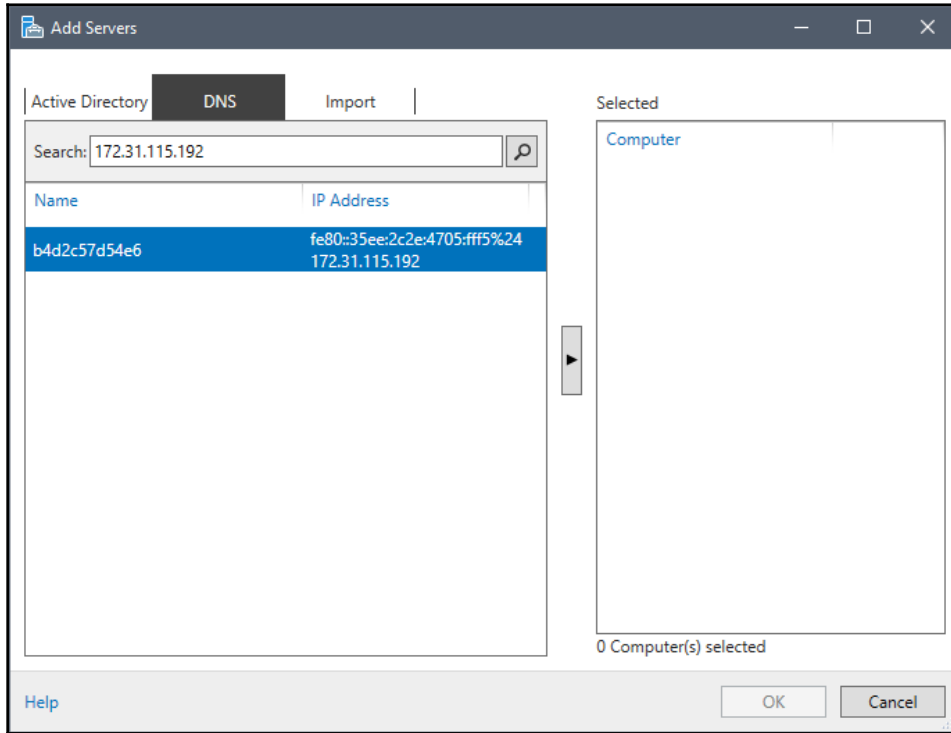 Add Servers
Active Directory DNS Import
Search: 172.31.115.192
Name IP Address
b4d2c57d54e6 fe80::35ee:2c2e:4705:fff5%24
172.31.115.192
Selected
Computer
0 Computer(s) selected
Help OK Cancel